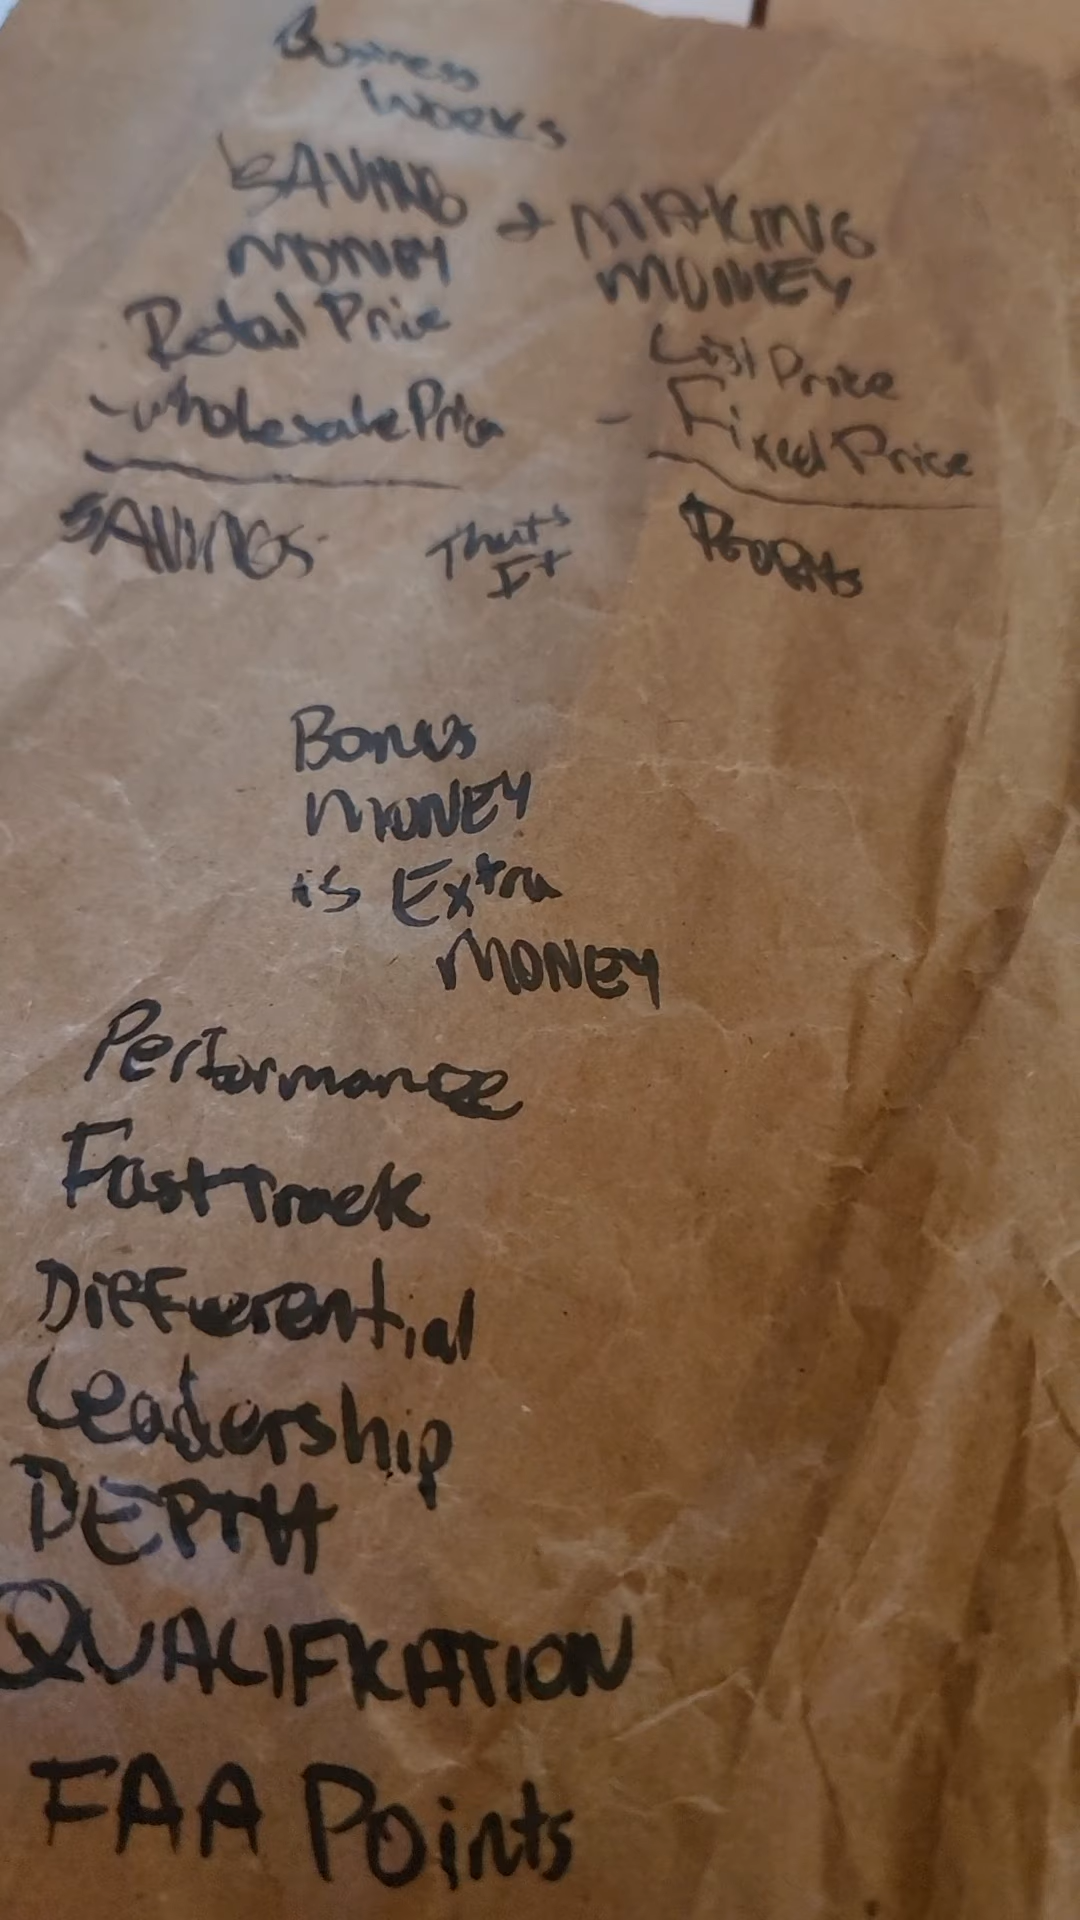 Business
Works
SAVING
MONEY
+ MAKING
MONEY
Retail Price
- Wholesale Price
SAVINGS
List Price
- Fixed Price
Profits
That's
It
Bonus
MONEY
is Extra
MONEY
Performance
Fast Track
Differential
Leadership
DEPTH
QUALIFICATION
FAA Points